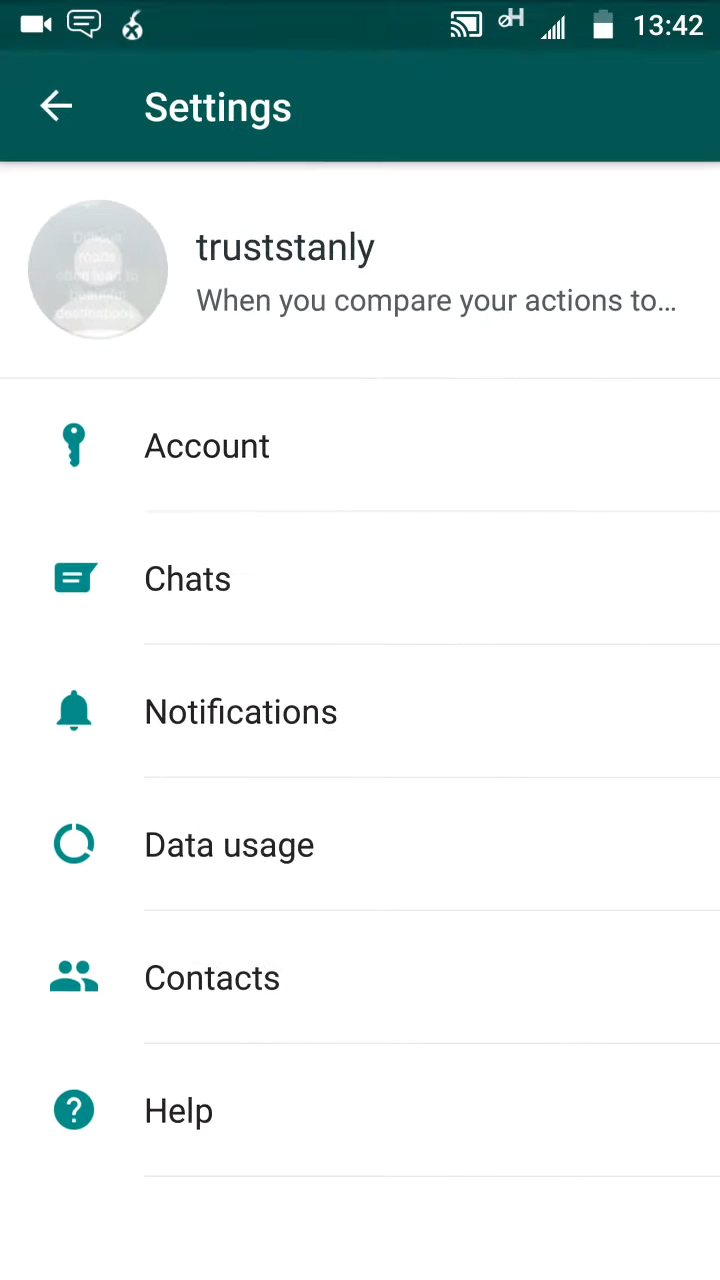 13:42
Settings
truststanly
When you compare your actions to...
Account
Chats
Notifications
Data usage
Contacts
? Help